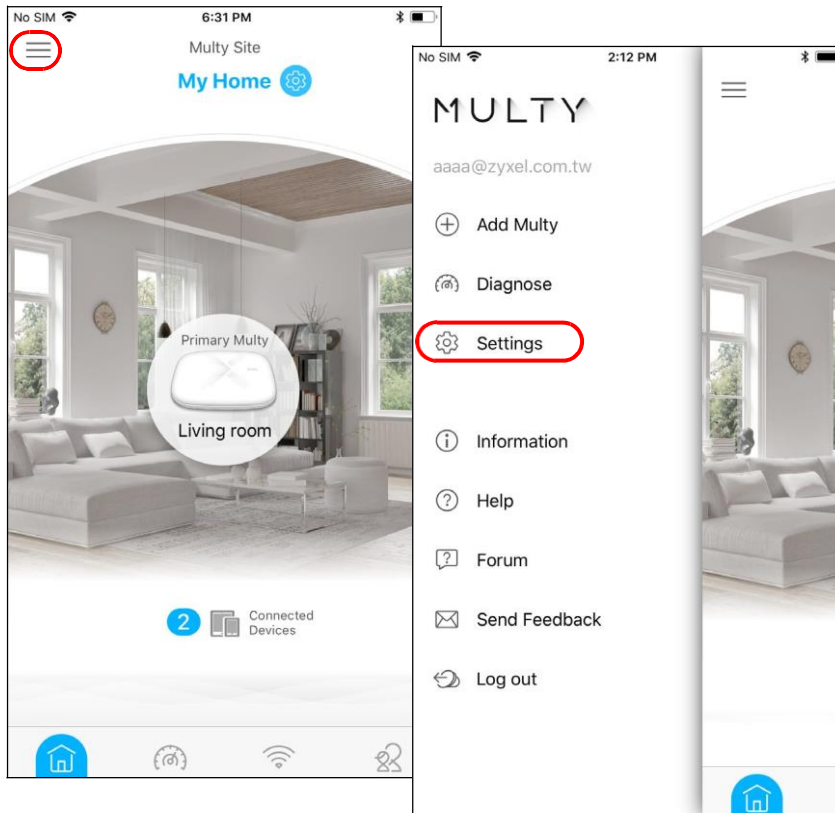 No SIM 6:31 PM
Multy Site
My Home
Primary Multy
Living room
2 Connected
Devices
No SIM 2:12 PM
MULTY
aaaa@zyxel.com.tw
Add Multy
Diagnose
Settings
Information
Help
Forum
Send Feedback
Log out